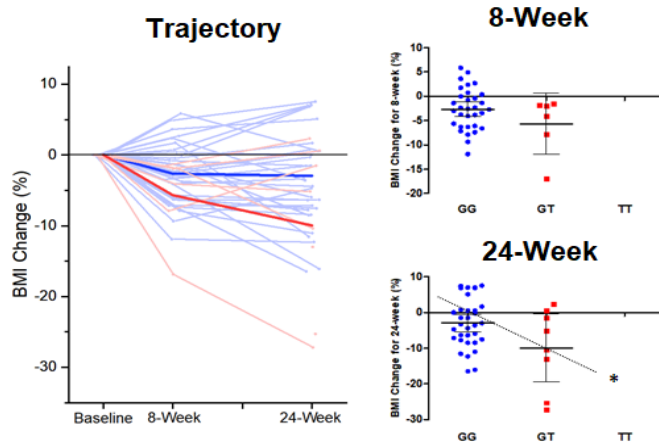 Trajectory
BMI Change (%)
10
0
-10
-20
-30
Baseline
8-Week
24-Week
8-Week
BMI Change for 8-week (%)
10
5
0
-5
-10
-15
-20
GG
GT
TT
24-Week
BMI Change for 24-week (%)
10
0
-10
-20
-30
*
GG
GT
TT